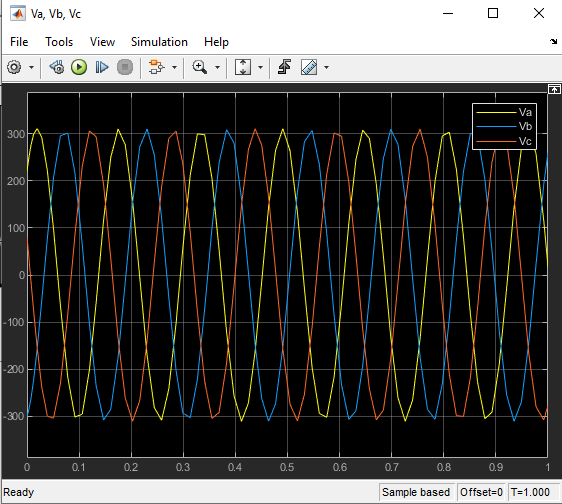 Va, Vb, Vc
File Tools View Simulation Help
Va
Vb
Vc
300
200
100
0
-100
-200
-300
0 0.1 0.2 0.3 0.4 0.5 0.6 0.7 0.8 0.9 1
Ready Sample based Offset=0 T=1.000